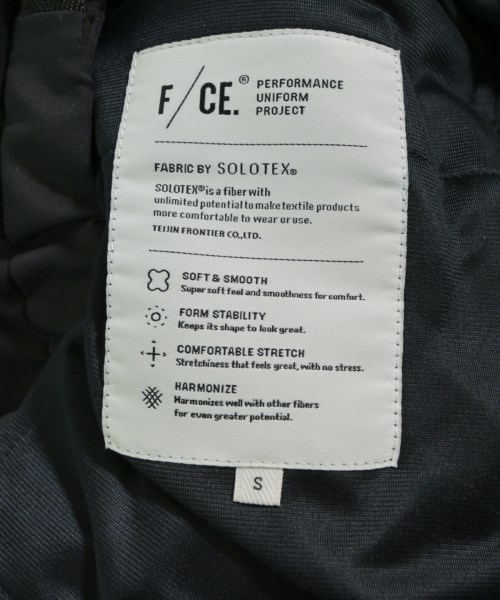 F/CE.® PERFORMANCE
UNIFORM
PROJECT
FABRIC BY SOLOTEX®
SOLOTEX® is a fiber with
unlimited potential to make textile products
more comfortable to wear or use.
TEIJIN FRONTIER CO.,LTD.
SOFT & SMOOTH
Super soft feel and smoothness for comfort.
FORM STABILITY
Keeps its shape to look great.
COMFORTABLE STRETCH
Stretchiness that feels great, with no stress.
HARMONIZE
Harmonizes well with other fibers
for even greater potential.
S